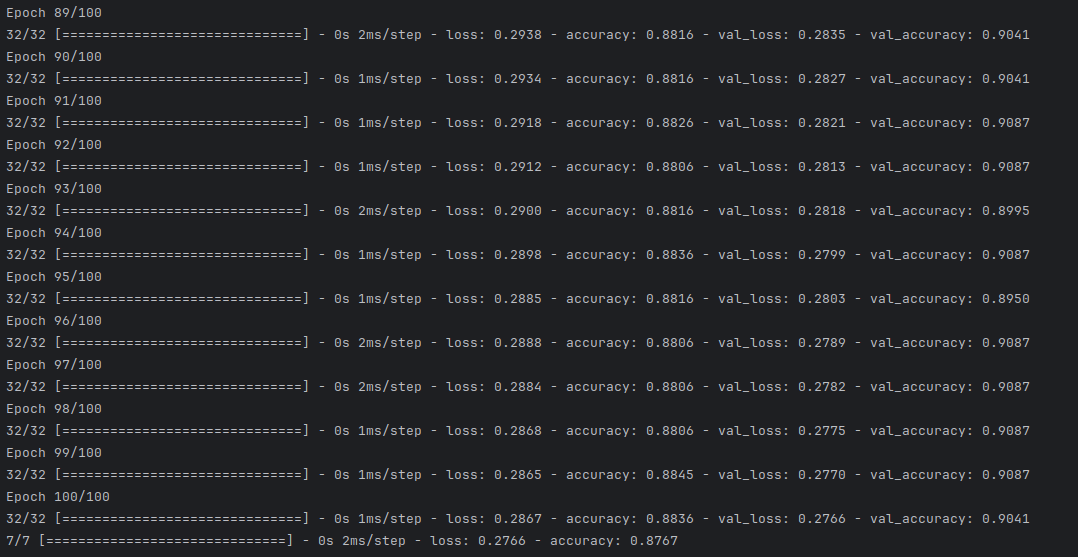 Epoch 89/100
32/32 [==============================] - 0s 2ms/step - loss: 0.2938 - accuracy: 0.8816 - val_loss: 0.2835 - val_accuracy: 0.9041
Epoch 90/100
32/32 [==============================] - 0s 1ms/step - loss: 0.2934 - accuracy: 0.8816 - val_loss: 0.2827 - val_accuracy: 0.9041
Epoch 91/100
32/32 [==============================] - 0s 1ms/step - loss: 0.2918 - accuracy: 0.8826 - val_loss: 0.2821 - val_accuracy: 0.9087
Epoch 92/100
32/32 [==============================] - 0s 1ms/step - loss: 0.2912 - accuracy: 0.8806 - val_loss: 0.2813 - val_accuracy: 0.9087
Epoch 93/100
32/32 [==============================] - 0s 2ms/step - loss: 0.2900 - accuracy: 0.8816 - val_loss: 0.2818 - val_accuracy: 0.8995
Epoch 94/100
32/32 [==============================] - 0s 1ms/step - loss: 0.2898 - accuracy: 0.8836 - val_loss: 0.2799 - val_accuracy: 0.9087
Epoch 95/100
32/32 [==============================] - 0s 1ms/step - loss: 0.2885 - accuracy: 0.8816 - val_loss: 0.2803 - val_accuracy: 0.8950
Epoch 96/100
32/32 [==============================] - 0s 2ms/step - loss: 0.2888 - accuracy: 0.8806 - val_loss: 0.2789 - val_accuracy: 0.9087
Epoch 97/100
32/32 [==============================] - 0s 2ms/step - loss: 0.2884 - accuracy: 0.8806 - val_loss: 0.2782 - val_accuracy: 0.9087
Epoch 98/100
32/32 [==============================] - 0s 1ms/step - loss: 0.2868 - accuracy: 0.8806 - val_loss: 0.2775 - val_accuracy: 0.9087
Epoch 99/100
32/32 [==============================] - 0s 1ms/step - loss: 0.2865 - accuracy: 0.8845 - val_loss: 0.2770 - val_accuracy: 0.9087
Epoch 100/100
32/32 [==============================] - 0s 1ms/step - loss: 0.2867 - accuracy: 0.8836 - val_loss: 0.2766 - val_accuracy: 0.9041
7/7 [==============================] - 0s 2ms/step - loss: 0.2766 - accuracy: 0.8767